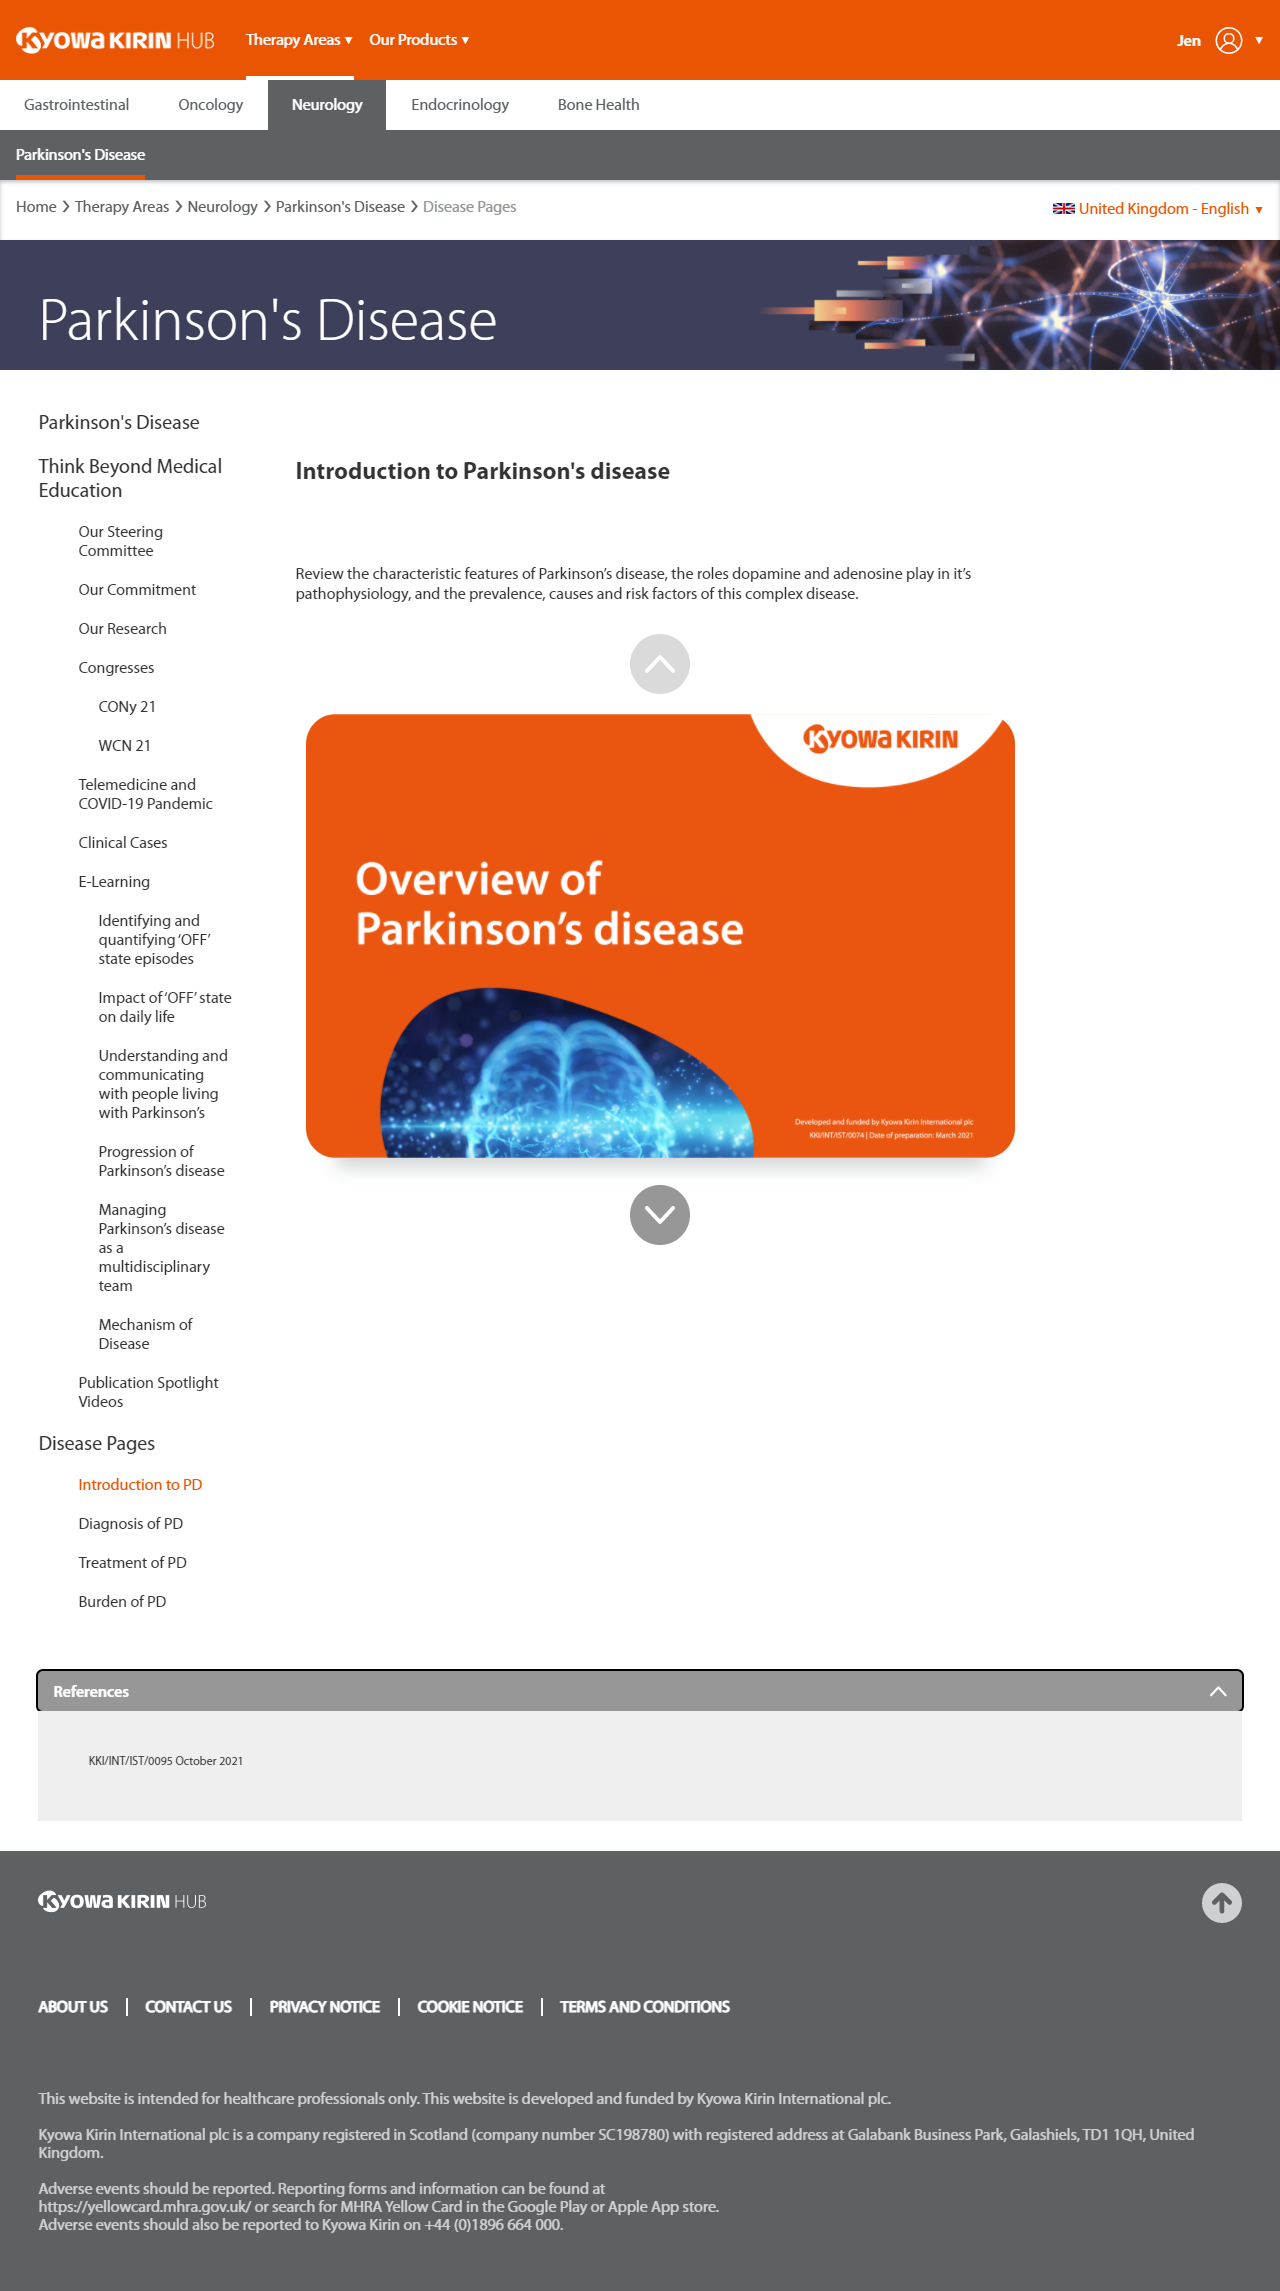 Kyowa KIRIN HUB
Therapy Areas ▼ Our Products ▼
Jen ▼
Gastrointestinal Oncology Neurology Endocrinology Bone Health
Parkinson's Disease
Home > Therapy Areas > Neurology > Parkinson's Disease > Disease Pages
United Kingdom - English ▼
Parkinson's Disease
Parkinson's Disease
Think Beyond Medical
Education
Our Steering
Committee
Our Commitment
Our Research
Congresses
CONy 21
WCN 21
Telemedicine and
COVID-19 Pandemic
Clinical Cases
E-Learning
Identifying and
quantifying ‘OFF’
state episodes
Impact of ‘OFF’ state
on daily life
Understanding and
communicating
with people living
with Parkinson’s
Progression of
Parkinson’s disease
Managing
Parkinson’s disease
as a
multidisciplinary
team
Mechanism of
Disease
Publication Spotlight
Videos
Disease Pages
Introduction to PD
Diagnosis of PD
Treatment of PD
Burden of PD
Introduction to Parkinson's disease
Review the characteristic features of Parkinson’s disease, the roles dopamine and adenosine play in it’s
pathophysiology, and the prevalence, causes and risk factors of this complex disease.
Kyowa KIRIN
Overview of
Parkinson’s disease
Developed and funded by Kyowa Kirin International plc
KKI/INT/IST/0074 | Date of preparation: March 2021
References
KKI/INT/IST/0095 October 2021
Kyowa KIRIN HUB
ABOUT US | CONTACT US | PRIVACY NOTICE | COOKIE NOTICE | TERMS AND CONDITIONS
This website is intended for healthcare professionals only. This website is developed and funded by Kyowa Kirin International plc.
Kyowa Kirin International plc is a company registered in Scotland (company number SC198780) with registered address at Galabank Business Park, Galashiels, TD1 1QH, United
Kingdom.
Adverse events should be reported. Reporting forms and information can be found at
https://yellowcard.mhra.gov.uk/ or search for MHRA Yellow Card in the Google Play or Apple App store.
Adverse events should also be reported to Kyowa Kirin on +44 (0)1896 664 000.